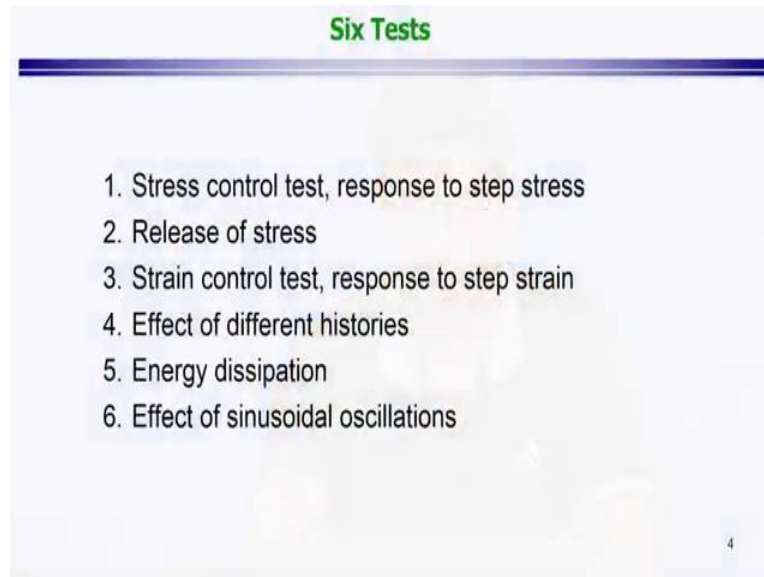 Six Tests
1. Stress control test, response to step stress
2. Release of stress
3. Strain control test, response to step strain
4. Effect of different histories
5. Energy dissipation
6. Effect of sinusoidal oscillations
4